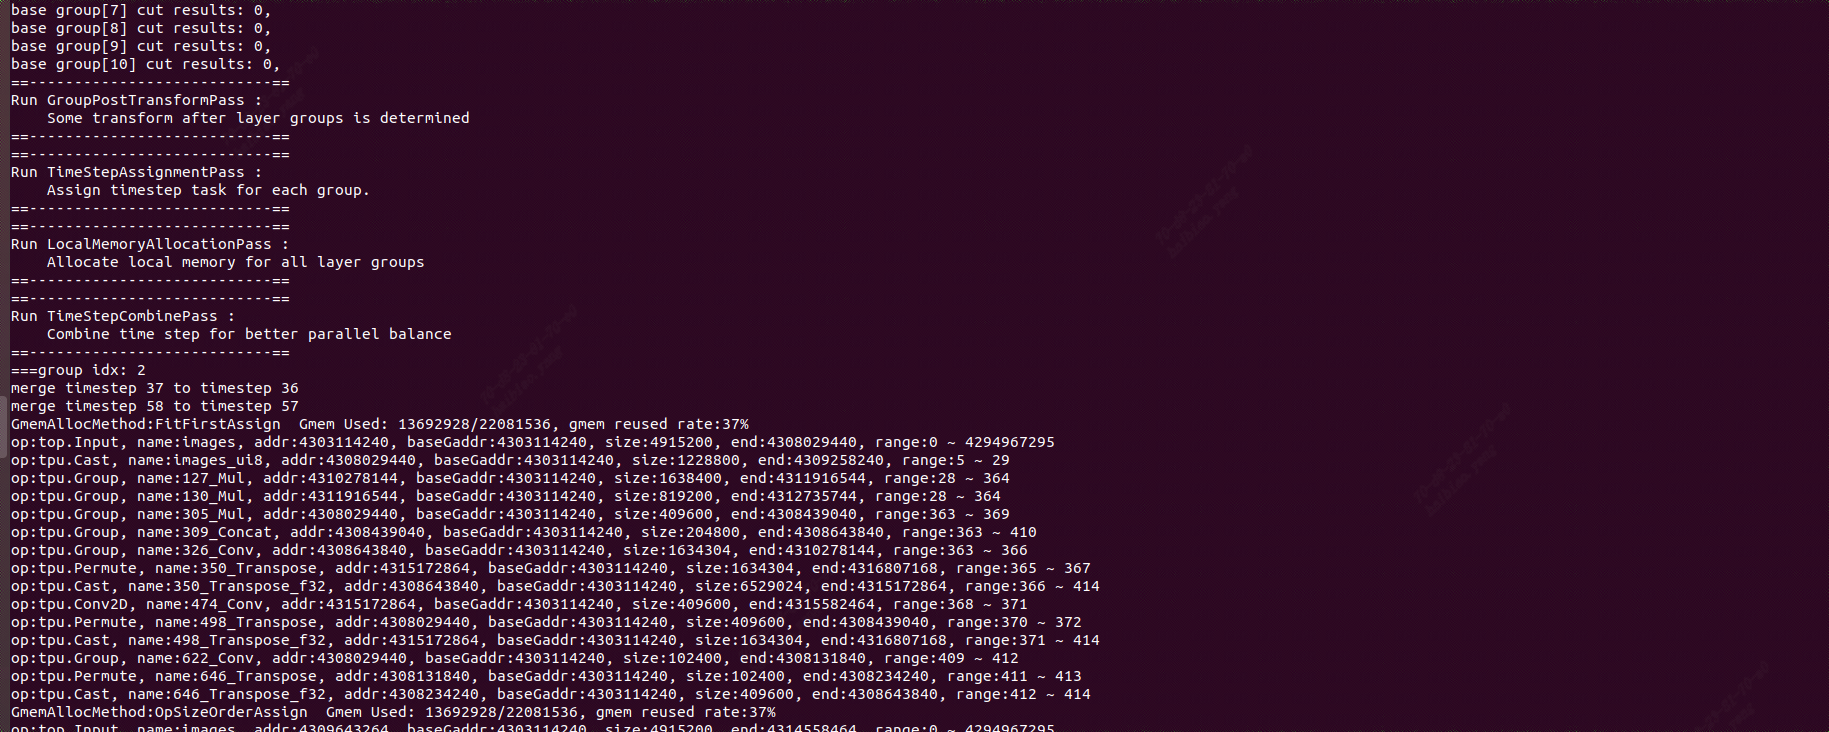 base group[7] cut results: 0,
base group[8] cut results: 0,
base group[9] cut results: 0,
base group[10] cut results: 0,
==---------------------------==
Run GroupPostTransformPass :
    Some transform after layer groups is determined
==---------------------------==
==---------------------------==
Run TimeStepAssignmentPass :
    Assign timestep task for each group.
==---------------------------==
==---------------------------==
Run LocalMemoryAllocationPass :
    Allocate local memory for all layer groups
==---------------------------==
==---------------------------==
Run TimeStepCombinePass :
    Combine time step for better parallel balance
==---------------------------==
===group idx: 2
merge timestep 37 to timestep 36
merge timestep 58 to timestep 57
GmemAllocMethod:FitFirstAssign  Gmem Used: 13692928/22081536, gmem reused rate:37%
op:top.Input, name:images, addr:4303114240, baseGaddr:4303114240, size:4915200, end:4308029440, range:0 ~ 4294967295
op:tpu.Cast, name:images_ui8, addr:4308029440, baseGaddr:4303114240, size:1228800, end:4309258240, range:5 ~ 29
op:tpu.Group, name:127_Mul, addr:4310278144, baseGaddr:4303114240, size:1638400, end:4311916544, range:28 ~ 364
op:tpu.Group, name:130_Mul, addr:4311916544, baseGaddr:4303114240, size:819200, end:4312735744, range:28 ~ 364
op:tpu.Group, name:305_Mul, addr:4308029440, baseGaddr:4303114240, size:409600, end:4308439040, range:363 ~ 369
op:tpu.Group, name:309_Concat, addr:4308439040, baseGaddr:4303114240, size:204800, end:4308643840, range:363 ~ 410
op:tpu.Group, name:326_Conv, addr:4308643840, baseGaddr:4303114240, size:1634304, end:4310278144, range:363 ~ 366
op:tpu.Permute, name:350_Transpose, addr:4315172864, baseGaddr:4303114240, size:1634304, end:4316807168, range:365 ~ 367
op:tpu.Cast, name:350_Transpose_f32, addr:4308643840, baseGaddr:4303114240, size:6529024, end:4315172864, range:366 ~ 414
op:tpu.Conv2D, name:474_Conv, addr:4315172864, baseGaddr:4303114240, size:409600, end:4315582464, range:368 ~ 371
op:tpu.Permute, name:498_Transpose, addr:4308029440, baseGaddr:4303114240, size:409600, end:4308439040, range:370 ~ 372
op:tpu.Cast, name:498_Transpose_f32, addr:4315172864, baseGaddr:4303114240, size:1634304, end:4316807168, range:371 ~ 414
op:tpu.Group, name:622_Conv, addr:4308029440, baseGaddr:4303114240, size:102400, end:4308131840, range:409 ~ 412
op:tpu.Permute, name:646_Transpose, addr:4308131840, baseGaddr:4303114240, size:102400, end:4308234240, range:411 ~ 413
op:tpu.Cast, name:646_Transpose_f32, addr:4308234240, baseGaddr:4303114240, size:409600, end:4308643840, range:412 ~ 414
GmemAllocMethod:OpSizeOrderAssign  Gmem Used: 13692928/22081536, gmem reused rate:37%
op:top.Input, name:images, addr:4309643264, baseGaddr:4303114240, size:4915200, end:4314558464, range:0 ~ 4294967295